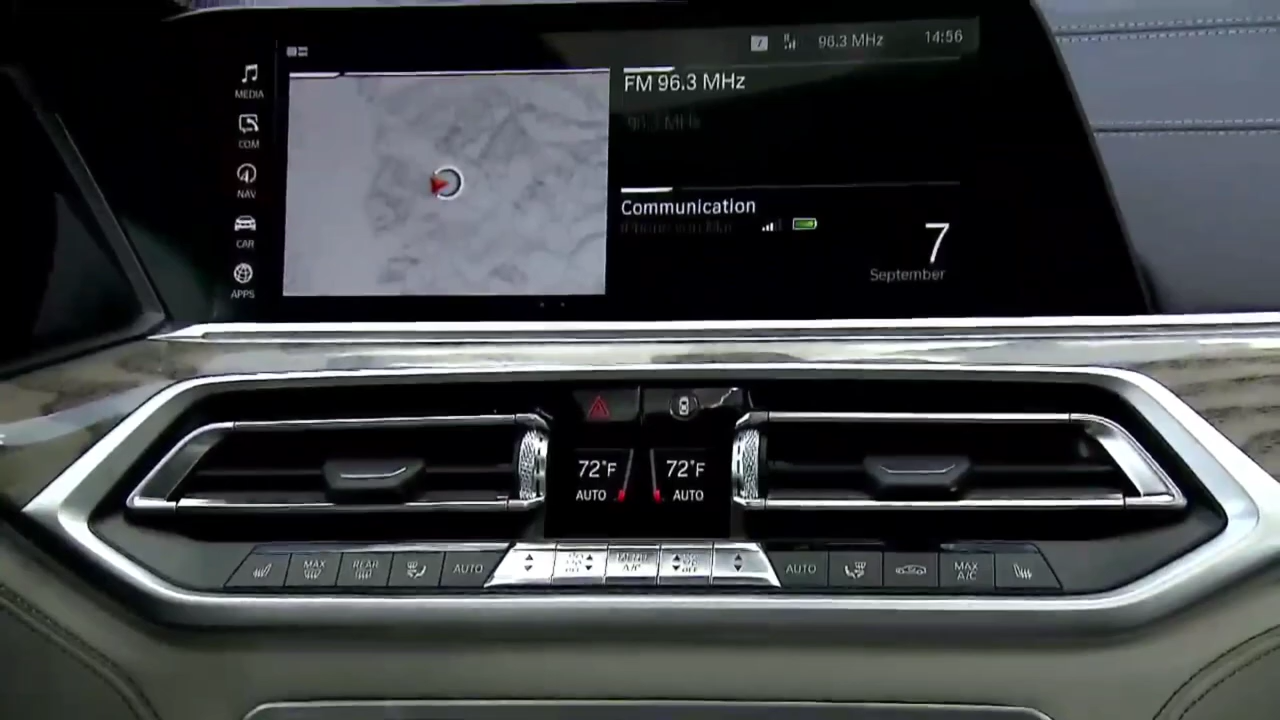 96.3 MHz
14:56
MEDIA
COM
NAV
CAR
APPS
FM 96.3 MHz
Communication
7
September
72°F
AUTO
72°F
AUTO
MAX
REAR
AUTO
MENU
A/C
AUTO
MAX
A/C